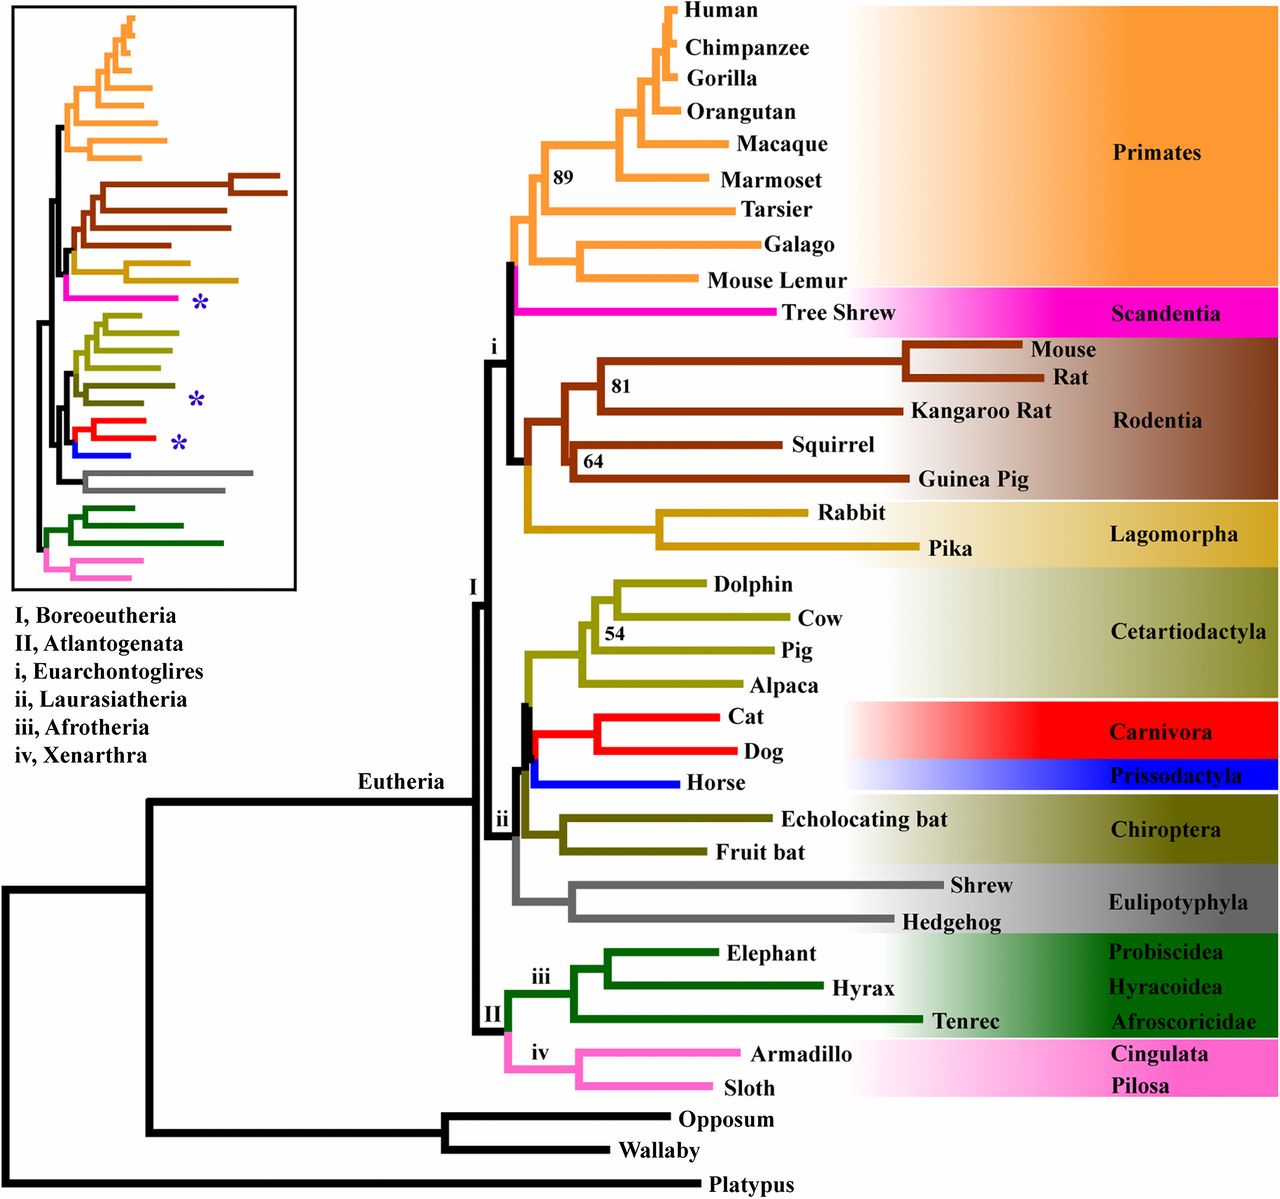 Human
Chimpanzee
Gorilla
Orangutan
Macaque
Primates
89
Marmoset
Tarsier
Galago
Mouse Lemur
*
Tree Shrew
Scandentia
i
Mouse
Rat
81
*
Kangaroo Rat
Rodentia
*
Squirrel
64
Guinea Pig
Rabbit
Lagomorpha
Pika
I
Dolphin
I, Boreoeutheria
Cow
54
Cetartiodactyla
II, Atlantogenata
Pig
i, Euarchontoglires
Alpaca
ii, Laurasiatheria
Cat
iii, Afrotheria
Carnivora
iv, Xenarthra
Dog
Eutheria
Horse
Prissodactyla
ii
Echolocating bat
Chiroptera
Fruit bat
Shrew
Eulipotyphyla
Hedgehog
Elephant
Probiscidea
iii
Hyrax
Hyracoidea
II
Tenrec
Afroscoricidae
iv
Armadillo
Cingulata
Sloth
Pilosa
Opposum
Wallaby
Platypus